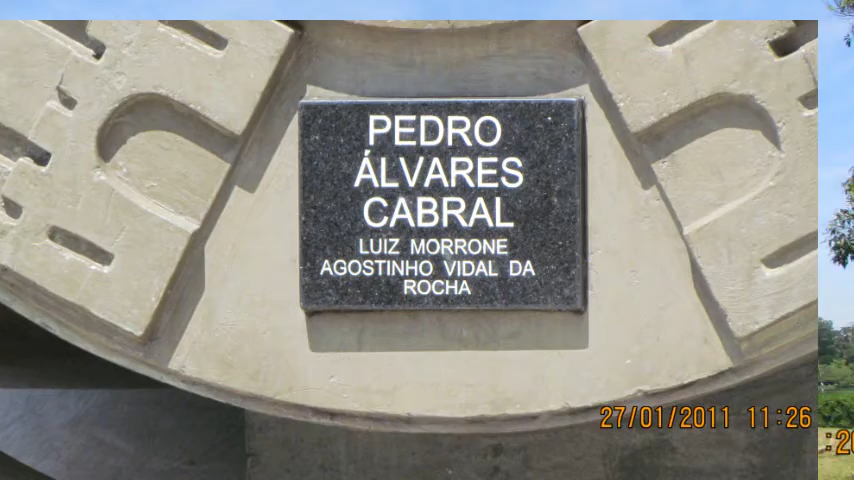 PEDRO
ÁLVARES
CABRAL
LUIZ MORRONE
AGOSTINHO VIDAL DA
ROCHA
27/01/2011 11:26